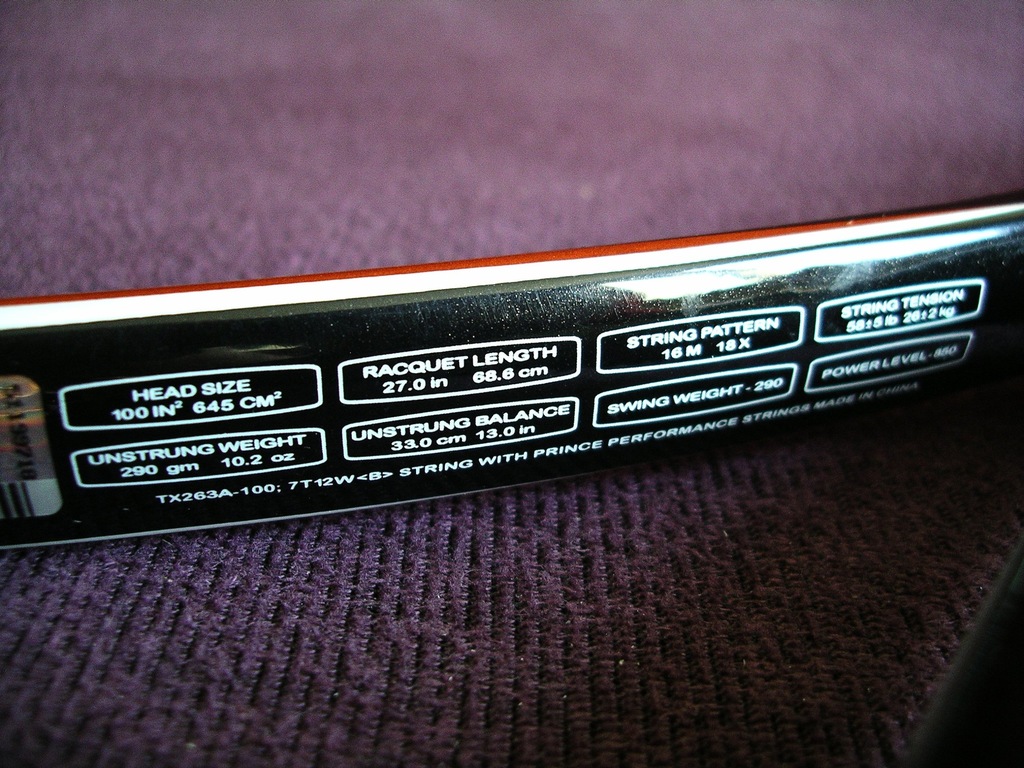 HEAD SIZE
100 IN² 645 CM²
RACQUET LENGTH
27.0 in 68.6 cm
STRING PATTERN
16 M 18 X
STRING TENSION
58±5 lb 26±2 kg
UNSTRUNG WEIGHT
290 gm 10.2 oz
UNSTRUNG BALANCE
33.0 cm 13.0 in
SWING WEIGHT - 290
POWER LEVEL - 850
TX263A-100; 7T12W<B> STRING WITH PRINCE PERFORMANCE STRINGS MADE IN CHINA